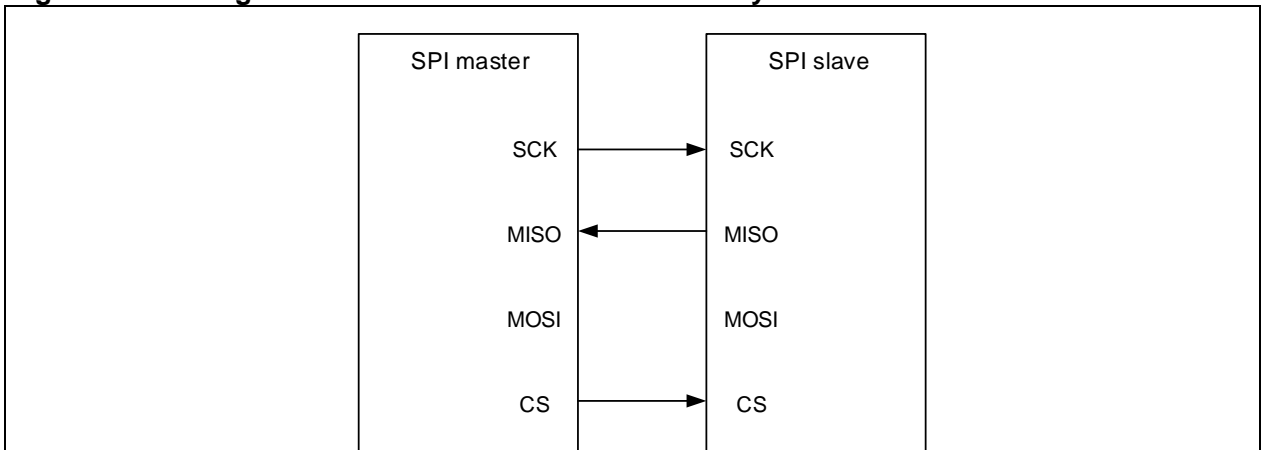 SPI master SPI slave
SCK SCK
MISO MISO
MOSI MOSI
CS CS